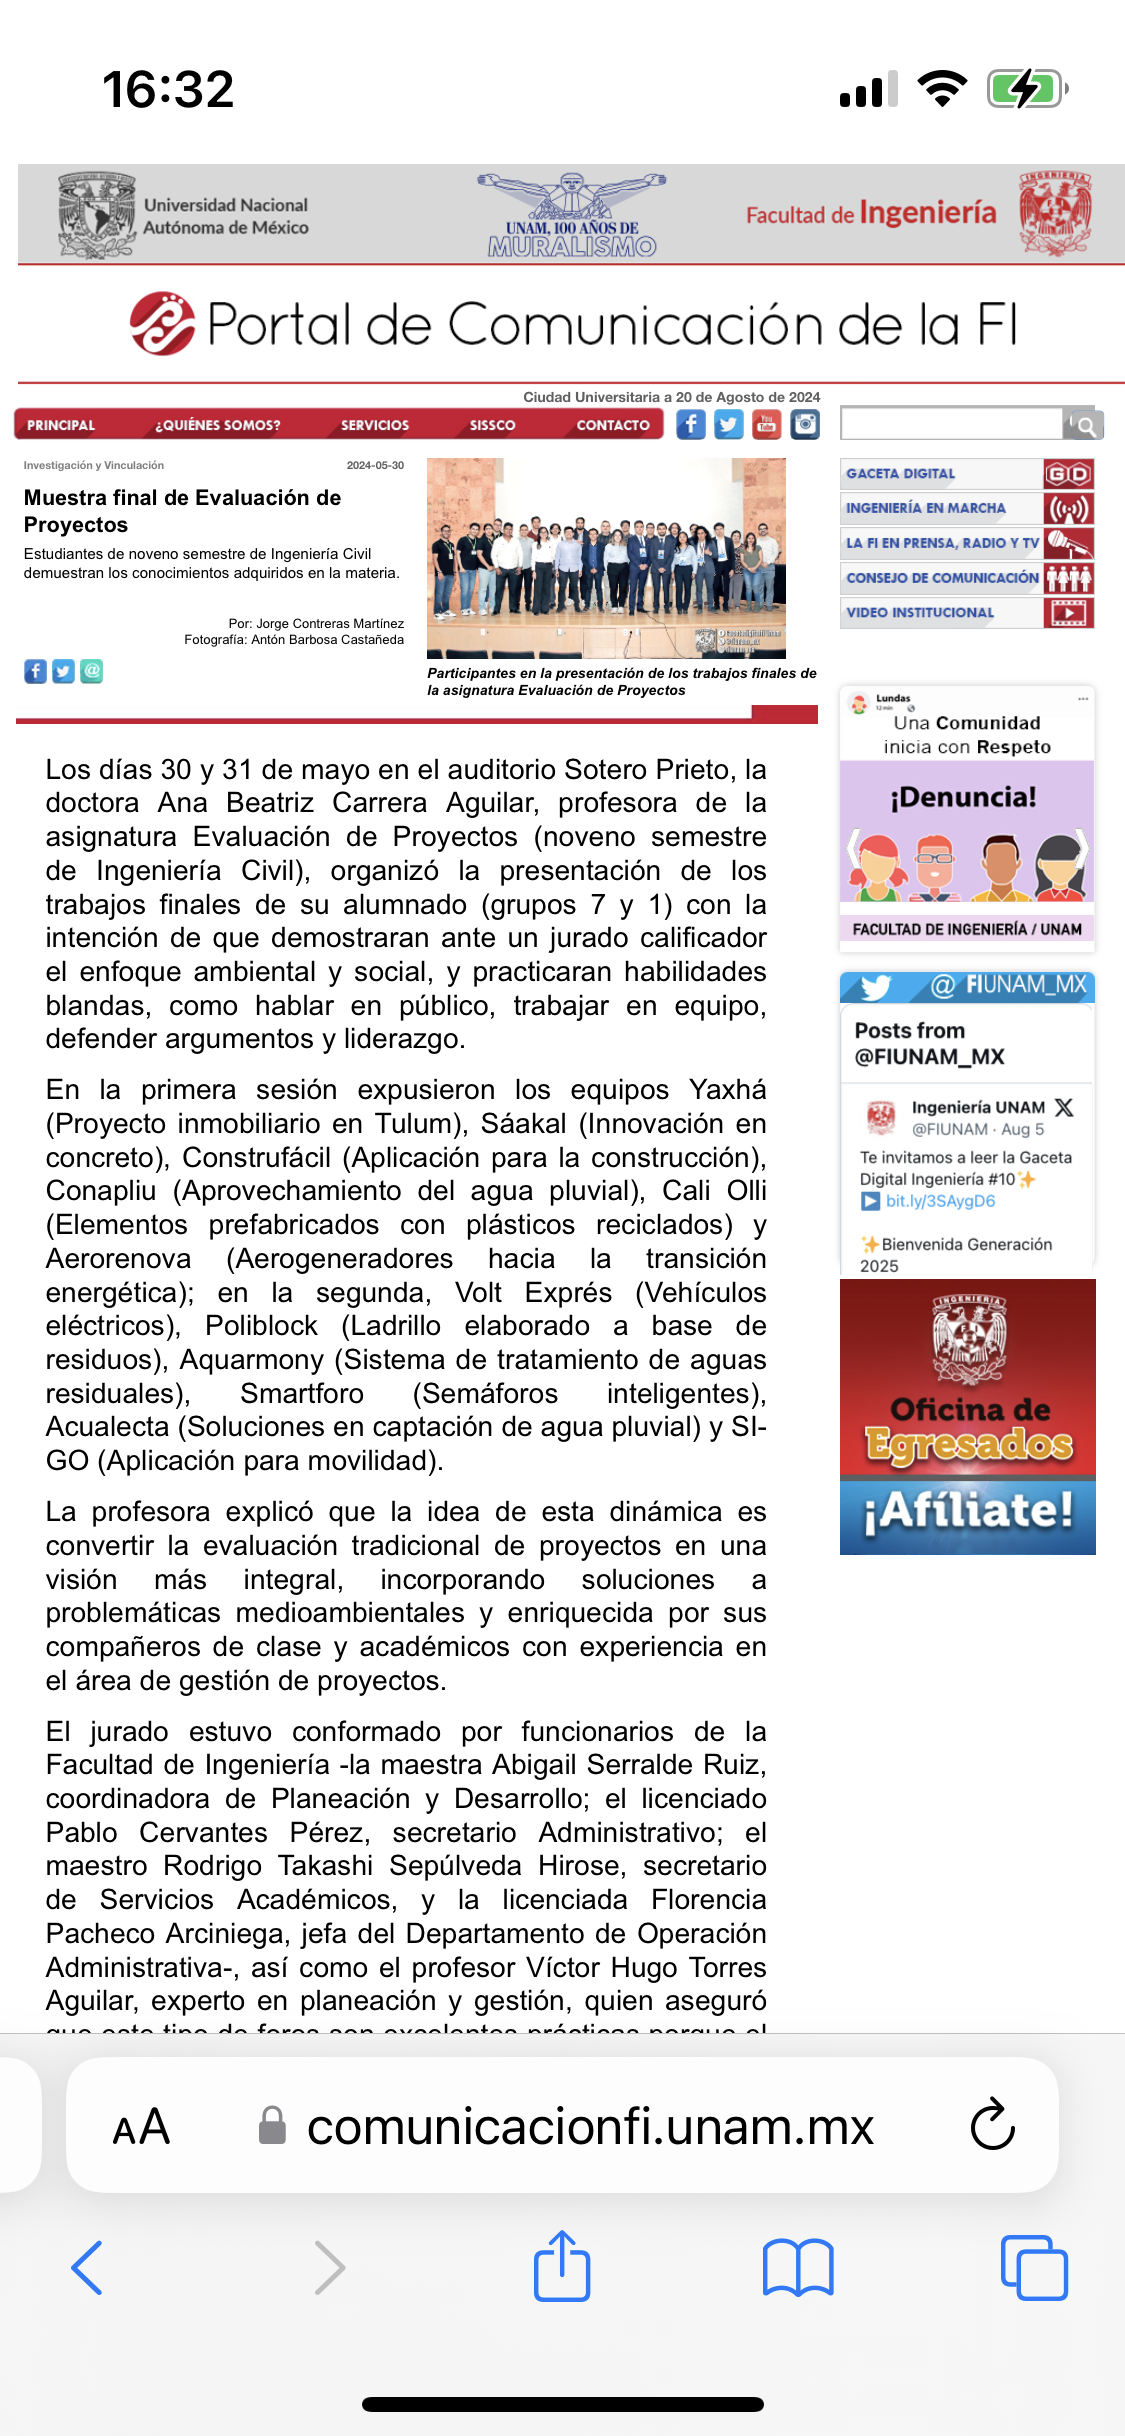 16:32
Universidad Nacional
Autónoma de México
UNAM, 100 AÑOS DE
MURALISMO
Facultad de Ingeniería
INGENIERIA
Portal de Comunicación de la FI
Ciudad Universitaria a 20 de Agosto de 2024
PRINCIPAL
¿QUIÉNES SOMOS?
SERVICIOS
SISSCO
CONTACTO
You
Tube
Investigación y Vinculación
2024-05-30
Muestra final de Evaluación de
Proyectos
Estudiantes de noveno semestre de Ingeniería Civil
demuestran los conocimientos adquiridos en la materia.
Por: Jorge Contreras Martínez
Fotografía: Antón Barbosa Castañeda
Participantes en la presentación de los trabajos finales de
la asignatura Evaluación de Proyectos
Los días 30 y 31 de mayo en el auditorio Sotero Prieto, la
doctora Ana Beatriz Carrera Aguilar, profesora de la
asignatura Evaluación de Proyectos (noveno semestre
de Ingeniería Civil), organizó la presentación de los
trabajos finales de su alumnado (grupos 7 y 1) con la
intención de que demostraran ante un jurado calificador
el enfoque ambiental y social, y practicaran habilidades
blandas, como hablar en público, trabajar en equipo,
defender argumentos y liderazgo.
En la primera sesión expusieron los equipos Yaxhá
(Proyecto inmobiliario en Tulum), Sáakal (Innovación en
concreto), Construfácil (Aplicación para la construcción),
Conapliu (Aprovechamiento del agua pluvial), Cali Olli
(Elementos prefabricados con plásticos reciclados) y
Aerorenova (Aerogeneradores hacia la transición
energética); en la segunda, Volt Exprés (Vehículos
eléctricos), Poliblock (Ladrillo elaborado a base de
residuos), Aquarmony (Sistema de tratamiento de aguas
residuales), Smartforo (Semáforos inteligentes),
Acualecta (Soluciones en captación de agua pluvial) y SI-
GO (Aplicación para movilidad).
La profesora explicó que la idea de esta dinámica es
convertir la evaluación tradicional de proyectos en una
visión más integral, incorporando soluciones a
problemáticas medioambientales y enriquecida por sus
compañeros de clase y académicos con experiencia en
el área de gestión de proyectos.
El jurado estuvo conformado por funcionarios de la
Facultad de Ingeniería -la maestra Abigail Serralde Ruiz,
coordinadora de Planeación y Desarrollo; el licenciado
Pablo Cervantes Pérez, secretario Administrativo; el
maestro Rodrigo Takashi Sepúlveda Hirose, secretario
de Servicios Académicos, y la licenciada Florencia
Pacheco Arciniega, jefa del Departamento de Operación
Administrativa-, así como el profesor Víctor Hugo Torres
Aguilar, experto en planeación y gestión, quien aseguró
que este tipo de foros son excelentes prácticas porque el
GACETA DIGITAL
GD
INGENIERÍA EN MARCHA
LA FI EN PRENSA, RADIO Y TV
CONSEJO DE COMUNICACIÓN
VIDEO INSTITUCIONAL
Lundas
12 min
Una Comunidad
inicia con Respeto
¡Denuncia!
FACULTAD DE INGENIERÍA / UNAM
@ FIUNAM_MX
Posts from
@FIUNAM_MX
Ingeniería UNAM X
@FIUNAM · Aug 5
Te invitamos a leer la Gaceta
Digital Ingeniería #10✨
▶ bit.ly/3SAygD6
✨Bienvenida Generación
2025
INGENIERIA
Oficina de
Egresados
¡Afíliate!
AA
comunicacionfi.unam.mx